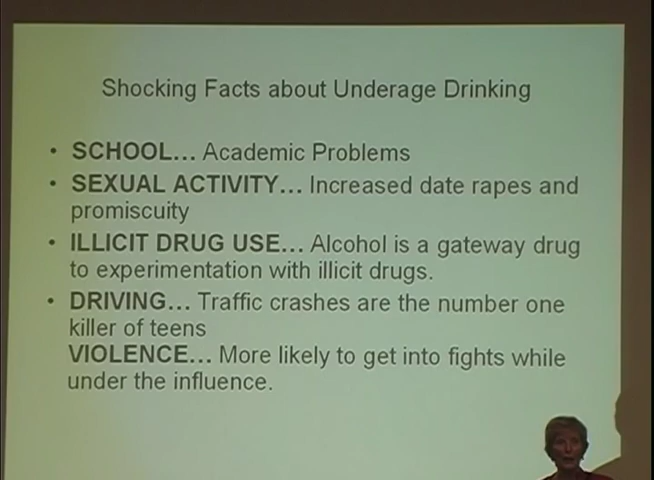 Shocking Facts about Underage Drinking
• SCHOOL... Academic Problems
• SEXUAL ACTIVITY... Increased date rapes and
promiscuity
• ILLICIT DRUG USE... Alcohol is a gateway drug
to experimentation with illicit drugs.
• DRIVING... Traffic crashes are the number one
killer of teens
VIOLENCE... More likely to get into fights while
under the influence.